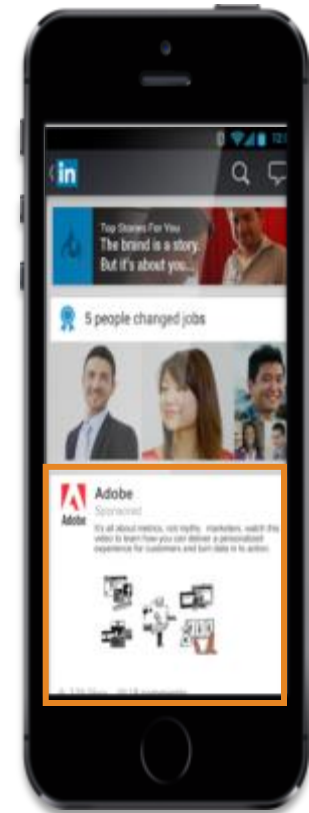 12:
in
Top Stories For You
The brand is a story.
But it's about you...
5 people changed jobs
Adobe
Sponsored
Adobe
It's all about metrics, not myths. marketers, watch this
video to learn how you can deliver a personalized
experience for customers and turn data in to action.